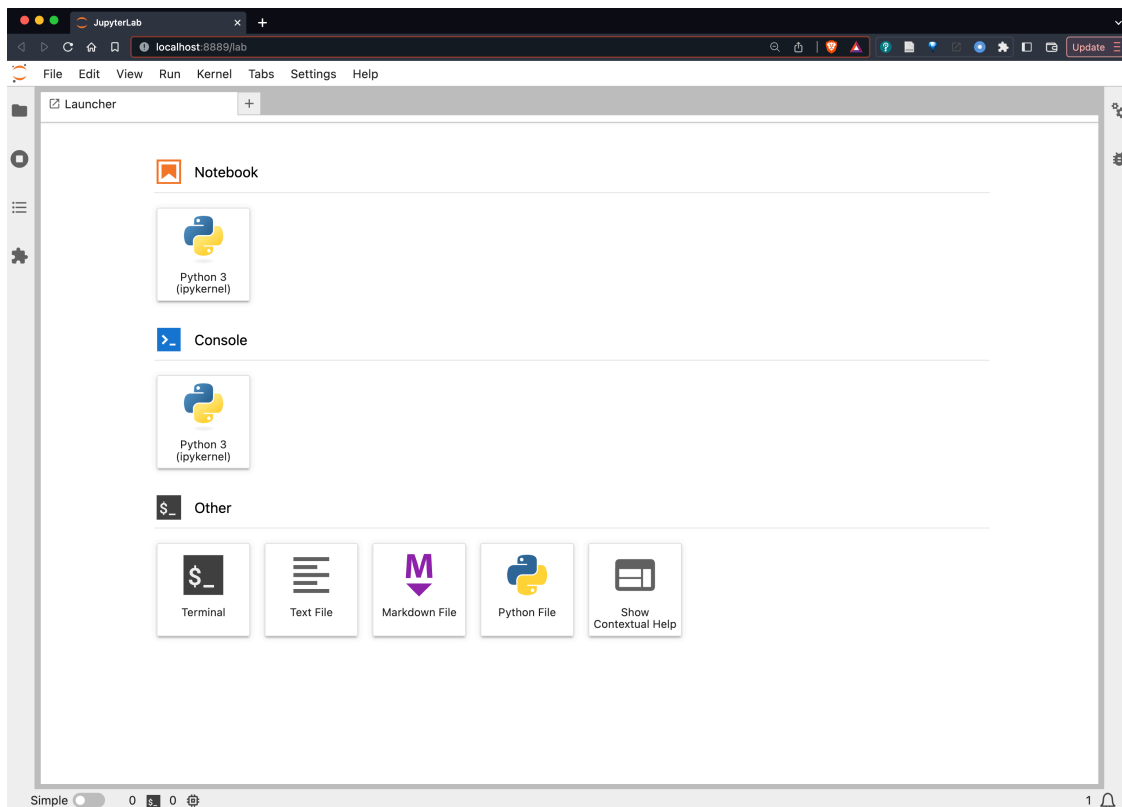 JupyterLab
localhost:8889/lab
Update
File Edit View Run Kernel Tabs Settings Help
Launcher
Notebook
Python 3
(ipykernel)
>_ Console
Python 3
(ipykernel)
$_ Other
$_
Terminal
Text File
M
Markdown File
Python File
Show
Contextual Help
Simple 0 $_ 0 1